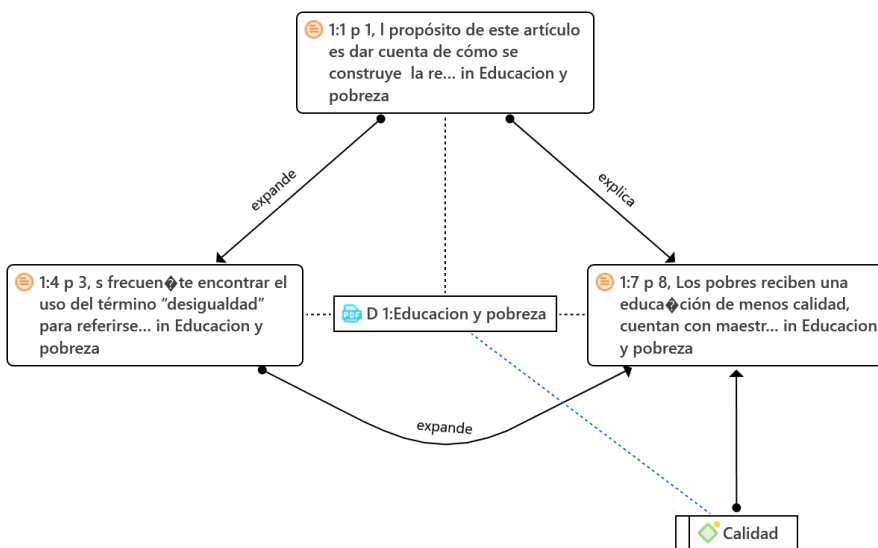 1:1 p 1, l propósito de este artículo
es dar cuenta de cómo se
construye la re... in Educacion y
pobreza
expande
explica
1:4 p 3, s frecuen�te encontrar el
uso del término “desigualdad”
para referirse... in Educacion y
pobreza
PDF
D 1:Educacion y pobreza
1:7 p 8, Los pobres reciben una
educa�ción de menos calidad,
cuentan con maestr... in Educacion
y pobreza
expande
Calidad